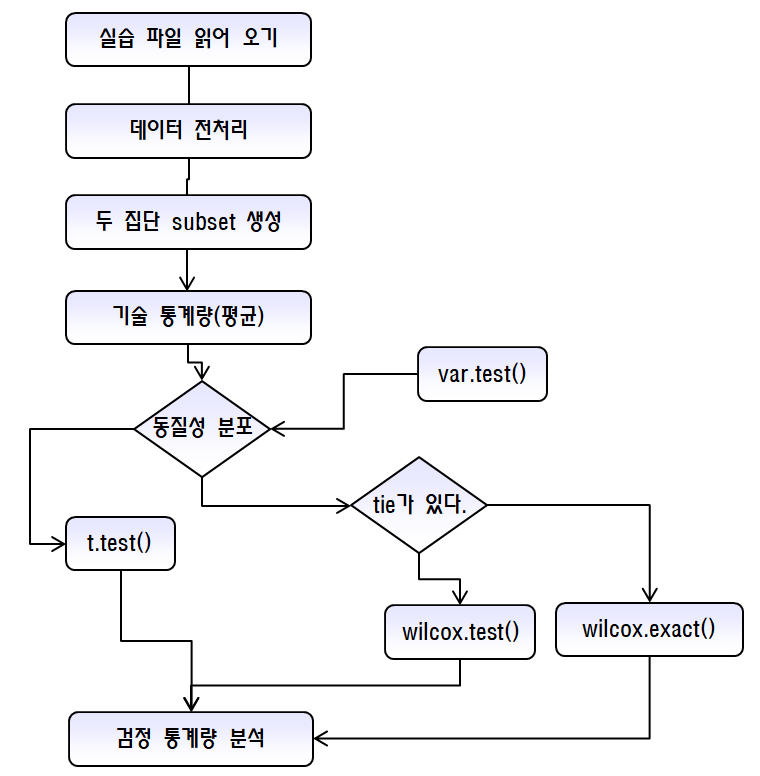 실습 파일 읽어 오기
데이터 전처리
두 집단 subset 생성
기술 통계량(평균)
var.test()
동질성 분포
tie가 있다.
t.test()
wilcox.test()
wilcox.exact()
검정 통계량 분석